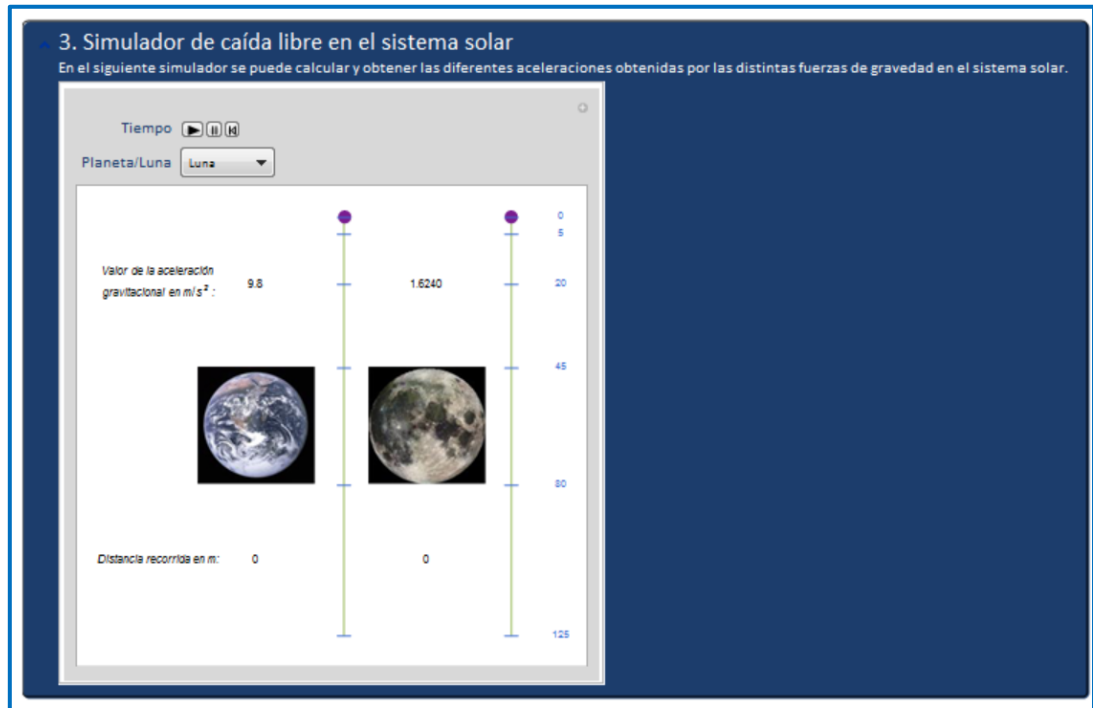 3. Simulador de caída libre en el sistema solar
En el siguiente simulador se puede calcular y obtener las diferentes aceleraciones obtenidas por las distintas fuerzas de gravedad en el sistema solar.
Tiempo
Planeta/Luna Luna
0
5
Valor de la aceleración
gravitacional en m/s² : 9.8 1.6240 20
45
80
Distancia recorrida en m: 0 0
125